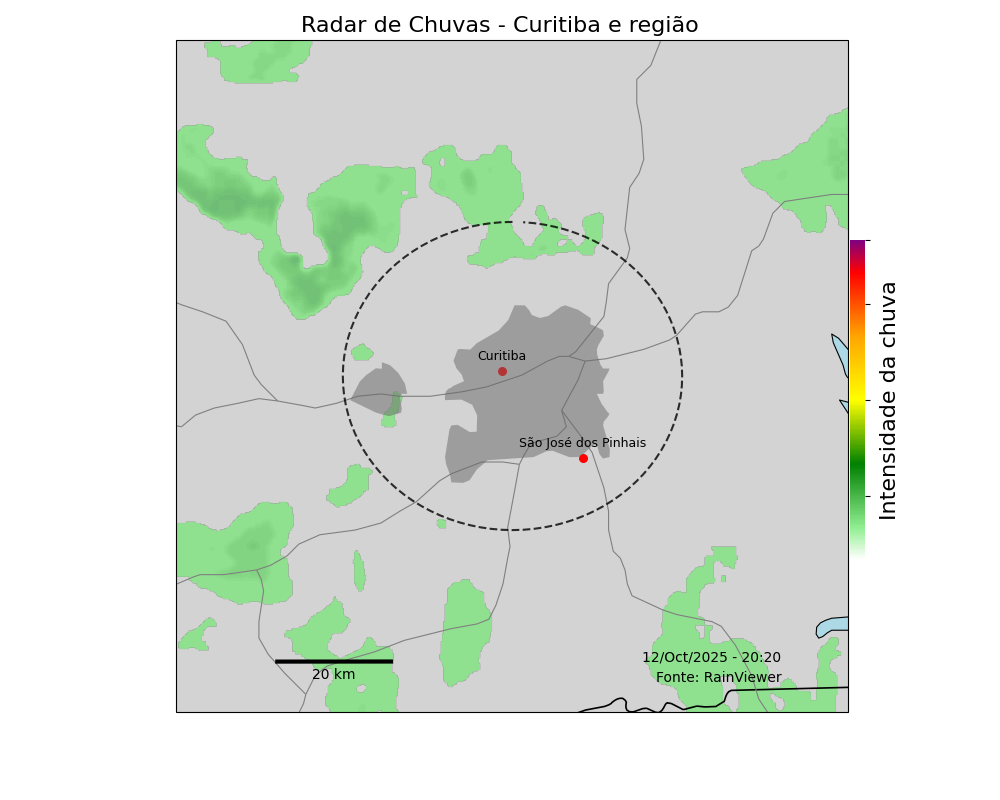 Radar de Chuvas - Curitiba e região
Curitiba
São José dos Pinhais
Intensidade da chuva
12/Oct/2025 - 20:20
Fonte: RainViewer
20 km